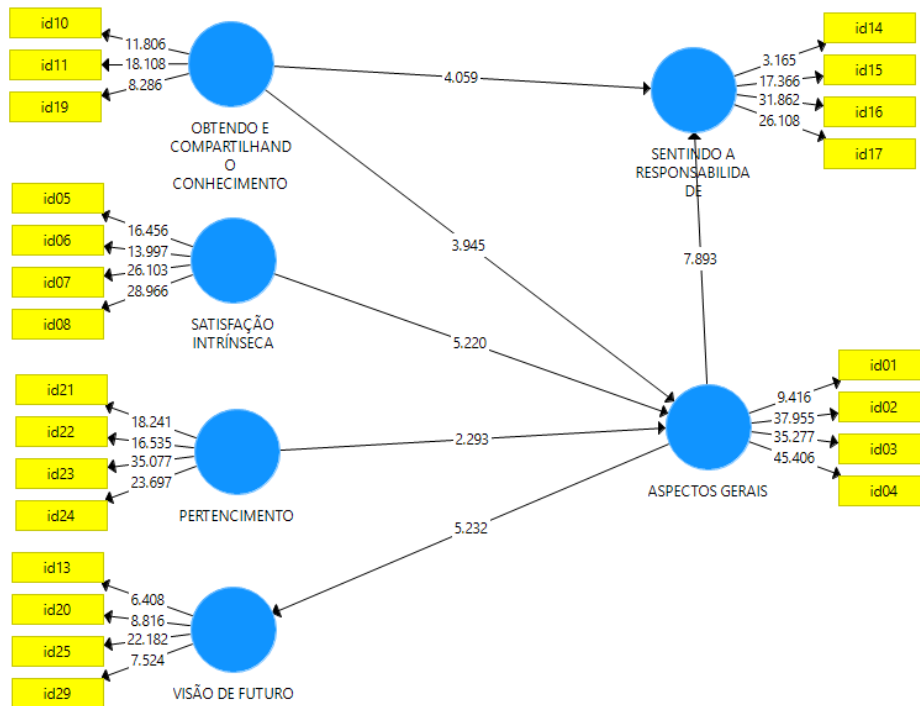 id10
11.806
id11
18.108
id19
8.286
OBTENDO E
COMPARTILHAND
O
CONHECIMENTO
4.059
3.945
id14
3.165
id15
17.366
id16
31.862
id17
26.108
SENTINDO A
RESPONSABILIDA
DE
7.893
id05
16.456
id06
13.997
id07
26.103
id08
28.966
SATISFAÇÃO
INTRÍNSECA
5.220
id21
18.241
id22
16.535
id23
35.077
id24
23.697
PERTENCIMENTO
2.293
id01
9.416
id02
37.955
id03
35.277
id04
45.406
ASPECTOS GERAIS
5.232
id13
6.408
id20
8.816
id25
22.182
id29
7.524
VISÃO DE FUTURO